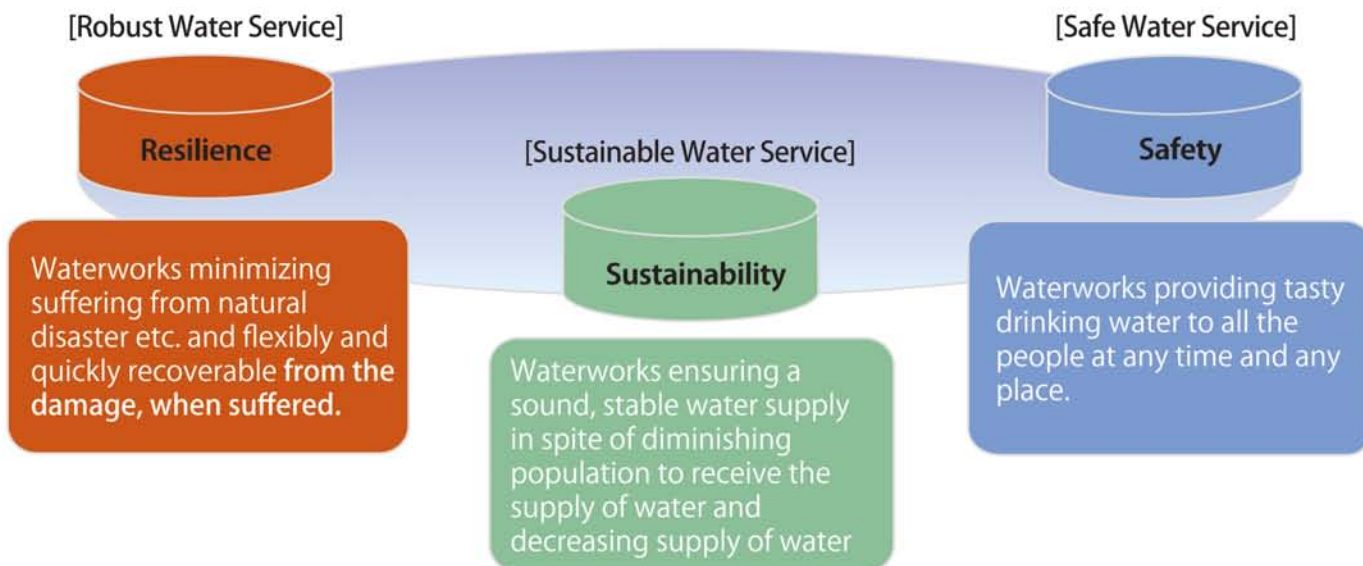 [Robust Water Service]
Resilience
Waterworks minimizing
suffering from natural
disaster etc. and flexibly and
quickly recoverable from the
damage, when suffered.
[Sustainable Water Service]
Sustainability
Waterworks ensuring a
sound, stable water supply
in spite of diminishing
population to receive the
supply of water and
decreasing supply of water
[Safe Water Service]
Safety
Waterworks providing tasty
drinking water to all the
people at any time and any
place.